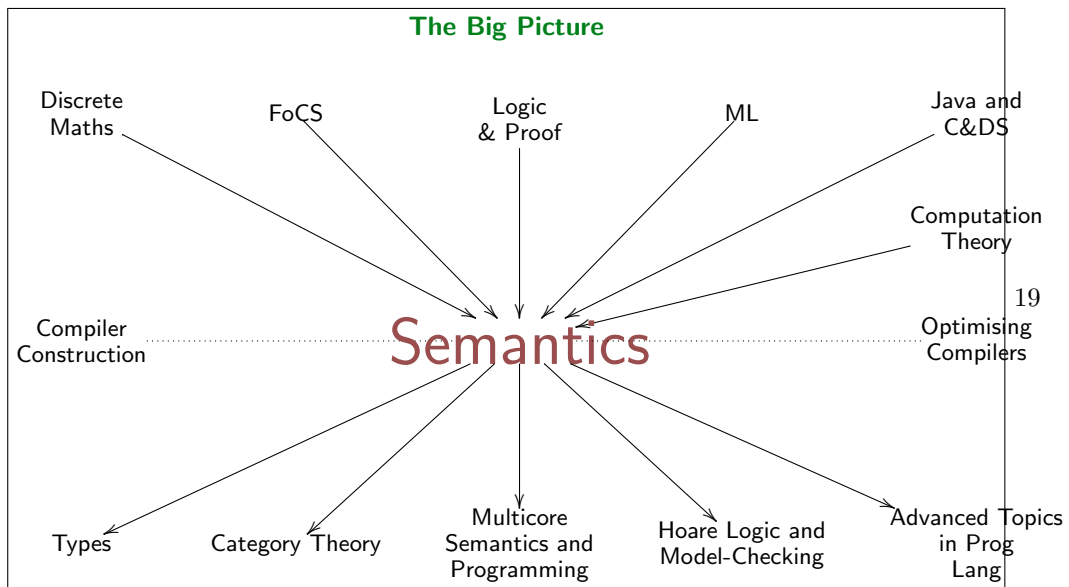 The Big Picture
Discrete
Maths
FoCS
Logic
& Proof
ML
Java and
C&DS
Computation
Theory
19
Compiler
Construction
Semantics
Optimising
Compilers
Types
Category Theory
Multicore
Semantics and
Programming
Hoare Logic and
Model-Checking
Advanced Topics
in Prog
Lang